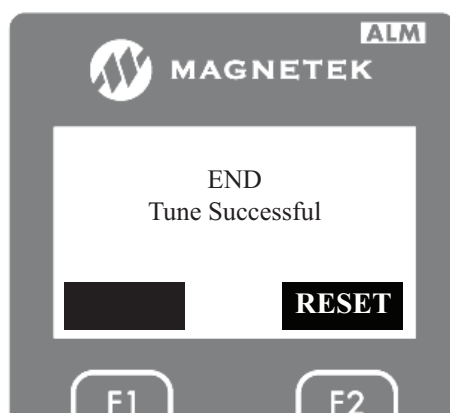 ALM
MAGNETEK
END
Tune Successful
RESET
F1 F2